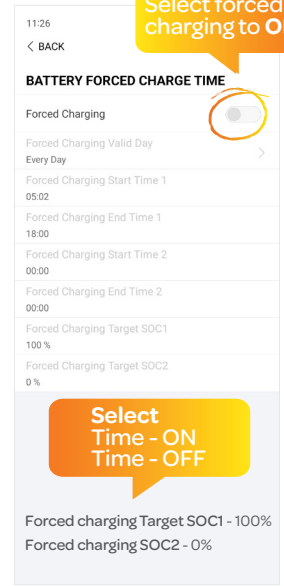 Select forced
charging to
11:26
< BACK
BATTERY FORCED CHARGE TIME
Forced Charging
Forced Charging Valid Day
Every Day
Forced Charging Start Time 1
05:02
Forced Charging End Time 1
18:00
Forced Charging Start Time 2
00:00
Forced Charging End Time 2
00:00
Forced Charging Target SOC1
100 %
Forced Charging Target SOC2
0 %
Select
Time - ON
Time - OFF
Forced charging Target SOC1 - 100%
Forced charging SOC2 - 0%